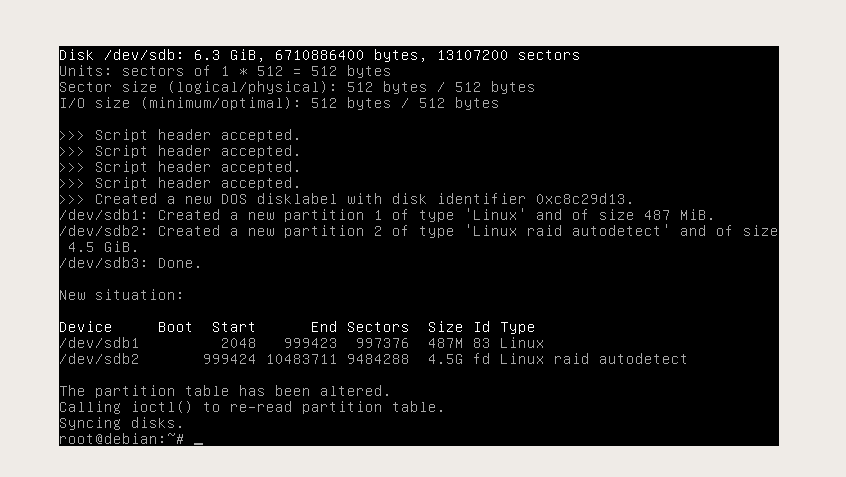 Disk /dev/sdb: 6.3 GiB, 6710886400 bytes, 13107200 sectors
Units: sectors of 1 * 512 = 512 bytes
Sector size (logical/physical): 512 bytes / 512 bytes
I/O size (minimum/optimal): 512 bytes / 512 bytes
>>> Script header accepted.
>>> Script header accepted.
>>> Script header accepted.
>>> Script header accepted.
>>> Created a new DOS disklabel with disk identifier 0xc8c29d13.
/dev/sdb1: Created a new partition 1 of type 'Linux' and of size 487 MiB.
/dev/sdb2: Created a new partition 2 of type 'Linux raid autodetect' and of size
 4.5 GiB.
/dev/sdb3: Done.
New situation:
Device     Boot  Start      End Sectors  Size Id Type
/dev/sdb1         2048   999423  997376  487M 83 Linux
/dev/sdb2       999424 10483711 9484288  4.5G fd Linux raid autodetect
The partition table has been altered.
Calling ioctl() to re-read partition table.
Syncing disks.
root@debian:~# _